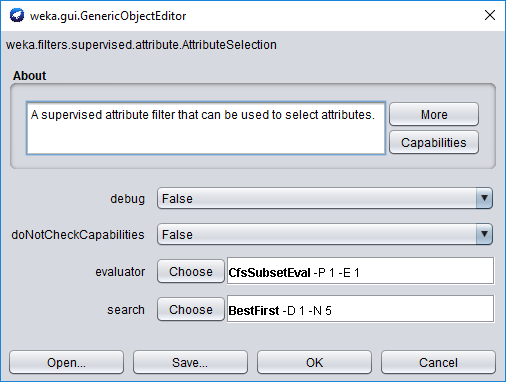 weka.gui.GenericObjectEditor
weka.filters.supervised.attribute.AttributeSelection
About
A supervised attribute filter that can be used to select attributes.
More
Capabilities
debug False
doNotCheckCapabilities False
evaluator Choose CfsSubsetEval -P 1 -E 1
search Choose BestFirst -D 1 -N 5
Open... Save... OK Cancel